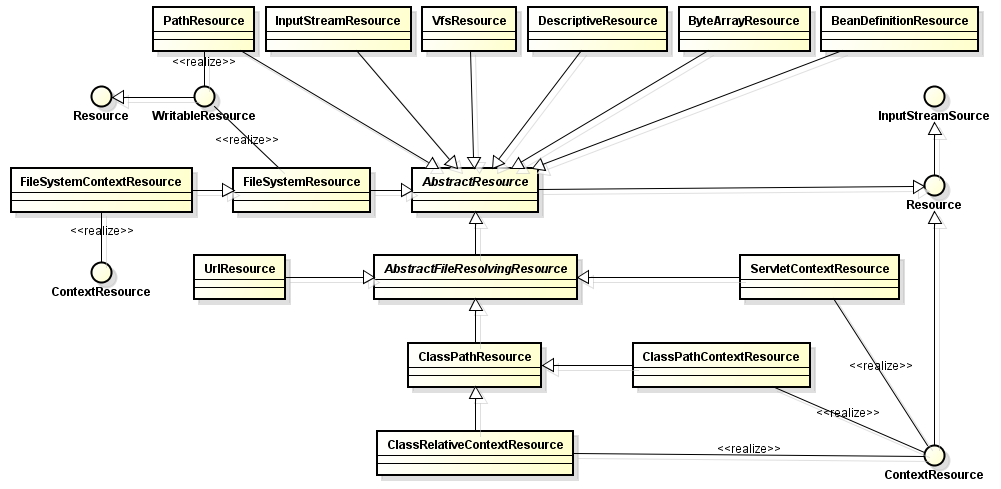 PathResource
InputStreamResource
VfsResource
DescriptiveResource
ByteArrayResource
BeanDefinitionResource
<<realize>>
Resource
WritableResource
InputStreamSource
<<realize>>
FileSystemContextResource
FileSystemResource
AbstractResource
Resource
<<realize>>
ContextResource
UrlResource
AbstractFileResolvingResource
ServletContextResource
ClassPathResource
ClassPathContextResource
<<realize>>
<<realize>>
ClassRelativeContextResource
<<realize>>
ContextResource